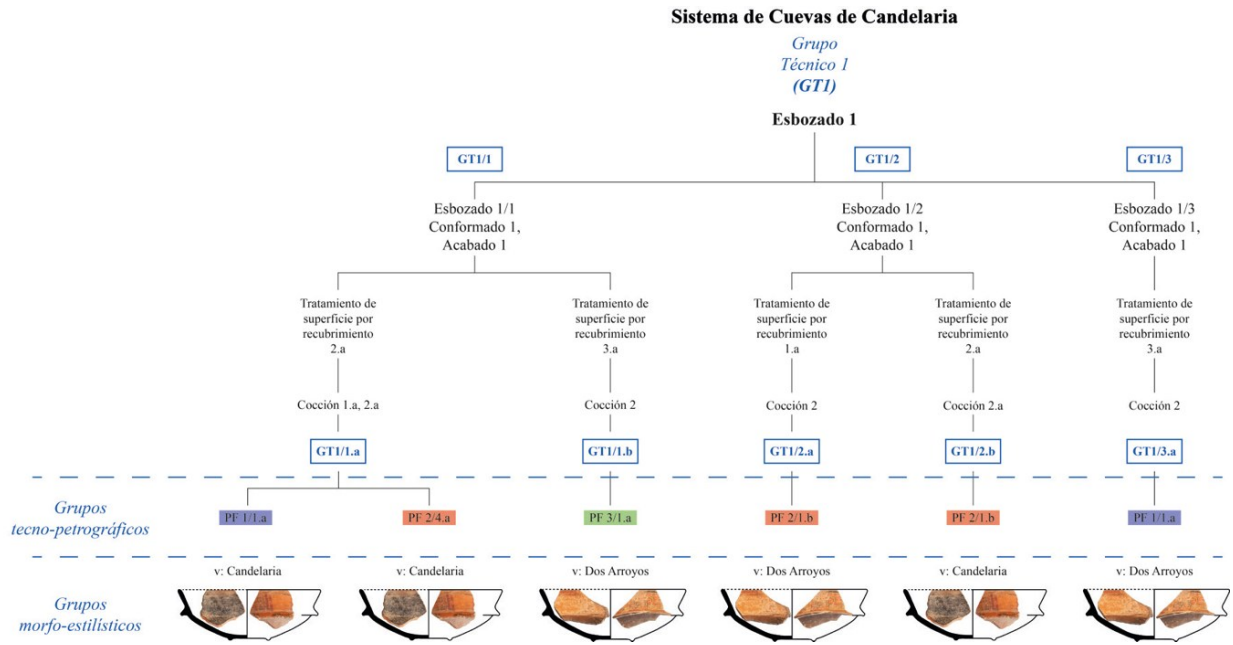 Sistema de Cuevas de Candelaria
Grupo
Técnico 1
(GT1)
Esbozado 1
GT1/1
GT1/2
GT1/3
Esbozado 1/1
Conformado 1,
Acabado 1
Esbozado 1/2
Conformado 1,
Acabado 1
Esbozado 1/3
Conformado 1,
Acabado 1
Tratamiento de
superficie por
recubrimiento
2.a
Tratamiento de
superficie por
recubrimiento
3.a
Tratamiento de
superficie por
recubrimiento
1.a
Tratamiento de
superficie por
recubrimiento
2.a
Tratamiento de
superficie por
recubrimiento
3.a
Cocción 1.a, 2.a
Cocción 2
Cocción 2
Cocción 2.a
Cocción 2
GT1/1.a
GT1/1.b
GT1/2.a
GT1/2.b
GT1/3.a
Grupos
tecno-petrográficos
PF 1/1.a
PF 2/4.a
PF 3/1.a
PF 2/1.b
PF 2/1.b
PF 1/1.a
Grupos
morfo-estilísticos
v: Candelaria
v: Candelaria
v: Dos Arroyos
v: Dos Arroyos
v: Candelaria
v: Dos Arroyos